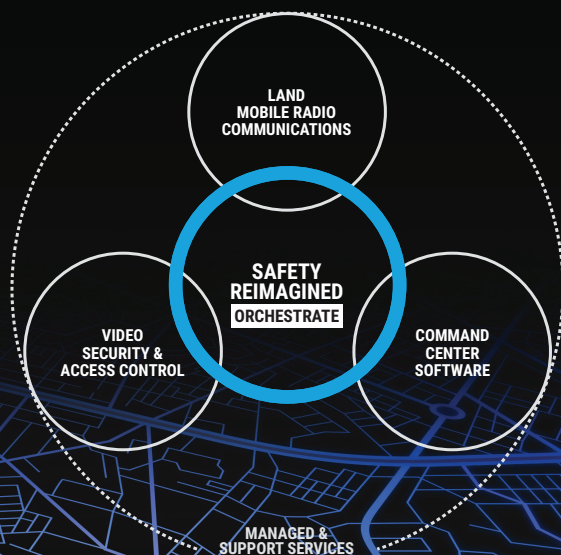 LAND
MOBILE RADIO
COMMUNICATIONS
SAFETY
REIMAGINED
ORCHESTRATE
VIDEO
SECURITY &
ACCESS CONTROL
COMMAND
CENTER
SOFTWARE
MANAGED &
SUPPORT SERVICES